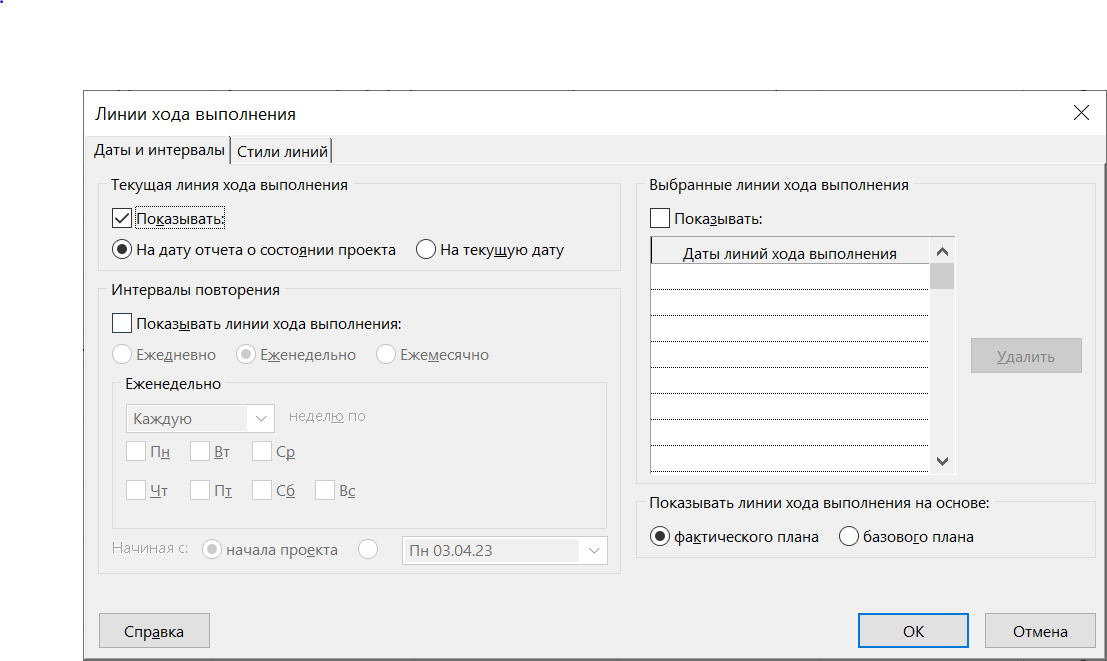 Линии хода выполнения
Даты и интервалы
Стили линий
Текущая линия хода выполнения
Показывать:
На дату отчета о состоянии проекта
На текущую дату
Интервалы повторения
Показывать линии хода выполнения:
Ежедневно
Еженедельно
Ежемесячно
Еженедельно
Каждую
неделю по
Пн
Вт
Ср
Чт
Пт
Сб
Вс
Начиная с:
начала проекта
Пн 03.04.23
Выбранные линии хода выполнения
Показывать:
Даты линий хода выполнения
Удалить
Показывать линии хода выполнения на основе:
фактического плана
базового плана
Справка
ОК
Отмена